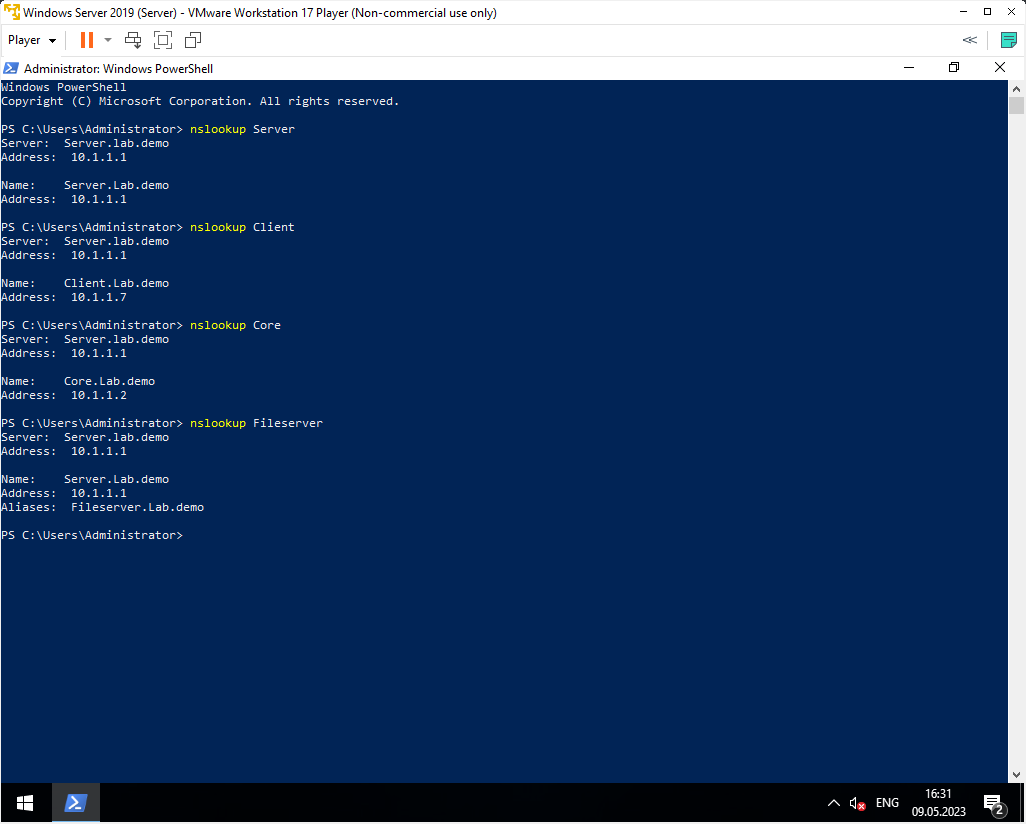 Windows Server 2019 (Server) - VMware Workstation 17 Player (Non-commercial use only)
Player
Administrator: Windows PowerShell
Windows PowerShell
Copyright (C) Microsoft Corporation. All rights reserved.
PS C:\Users\Administrator> nslookup Server
Server:  Server.lab.demo
Address:  10.1.1.1
Name:    Server.Lab.demo
Address:  10.1.1.1
PS C:\Users\Administrator> nslookup Client
Server:  Server.lab.demo
Address:  10.1.1.1
Name:    Client.Lab.demo
Address:  10.1.1.7
PS C:\Users\Administrator> nslookup Core
Server:  Server.lab.demo
Address:  10.1.1.1
Name:    Core.Lab.demo
Address:  10.1.1.2
PS C:\Users\Administrator> nslookup Fileserver
Server:  Server.lab.demo
Address:  10.1.1.1
Name:    Server.Lab.demo
Address:  10.1.1.1
Aliases:  Fileserver.Lab.demo
PS C:\Users\Administrator>
ENG
16:31
09.05.2023
2